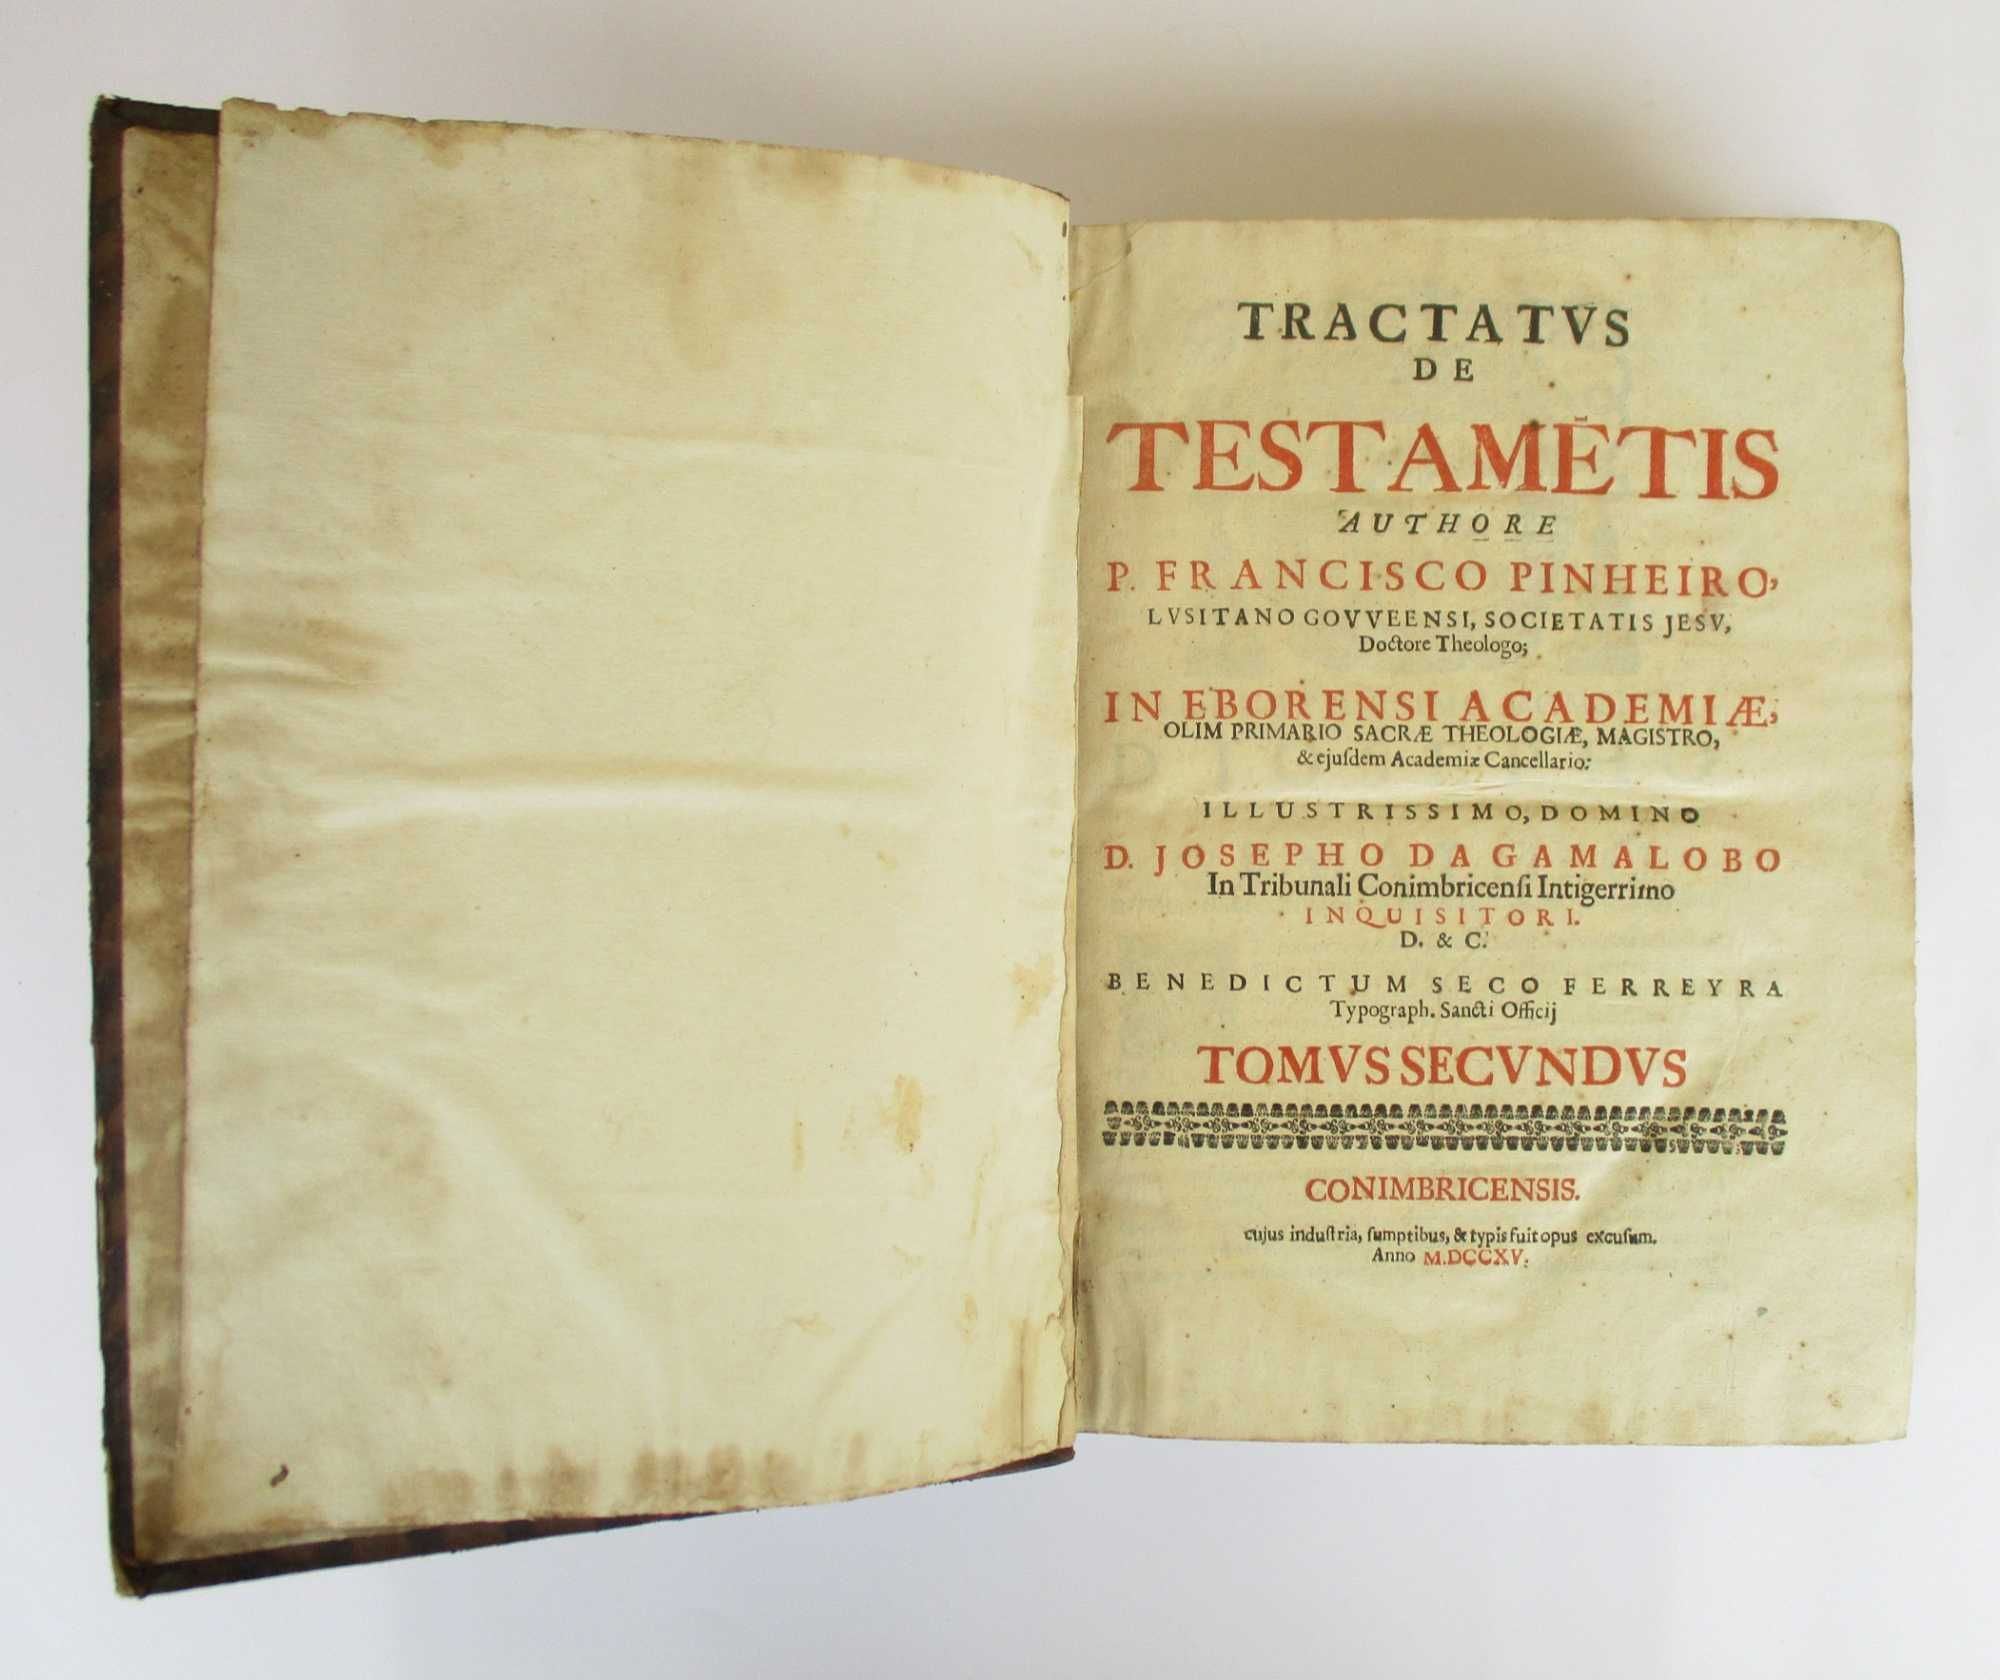 TRACTATVS
DE
TESTAMĒTIS
AUTHORE
P. FRANCISCO PINHEIRO,
LVSITANO GOVVEENSI, SOCIETATIS JESV,
Doctore Theologo;
IN EBORENSI ACADEMIÆ,
OLIM PRIMARIO SACRÆ THEOLOGIÆ, MAGISTRO,
& ejuſdem Academiæ Cancellario:
ILLUSTRISSIMO, DOMINO
D. JOSEPHO DA GAMA LOBO
In Tribunali Conimbricenſi Intigerrimo
INQUISITORI.
D. & C.
BENEDICTUM SECO FERREYRA
Typograph. Sancti Officij
TOMVS SECVNDVS
CONIMBRICENSIS.
cujus induſtria, ſumptibus, & typis fuit opus excuſum.
Anno M.DCCXV.